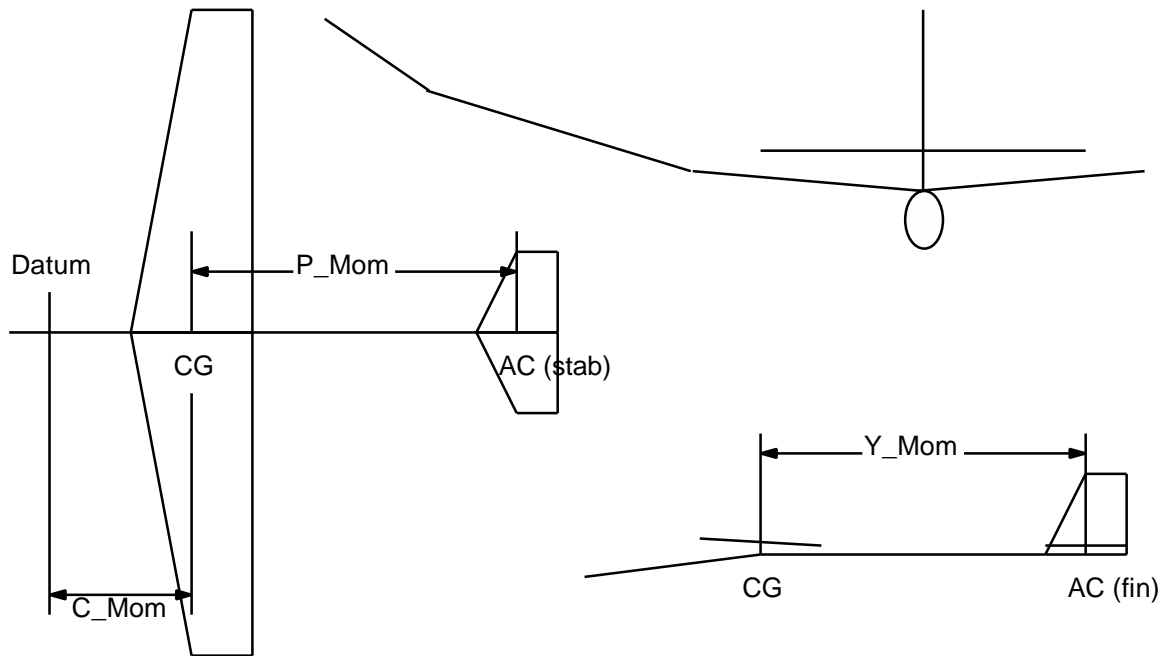 Datum
P_Mom
CG
AC (stab)
C_Mom
Y_Mom
CG
AC (fin)